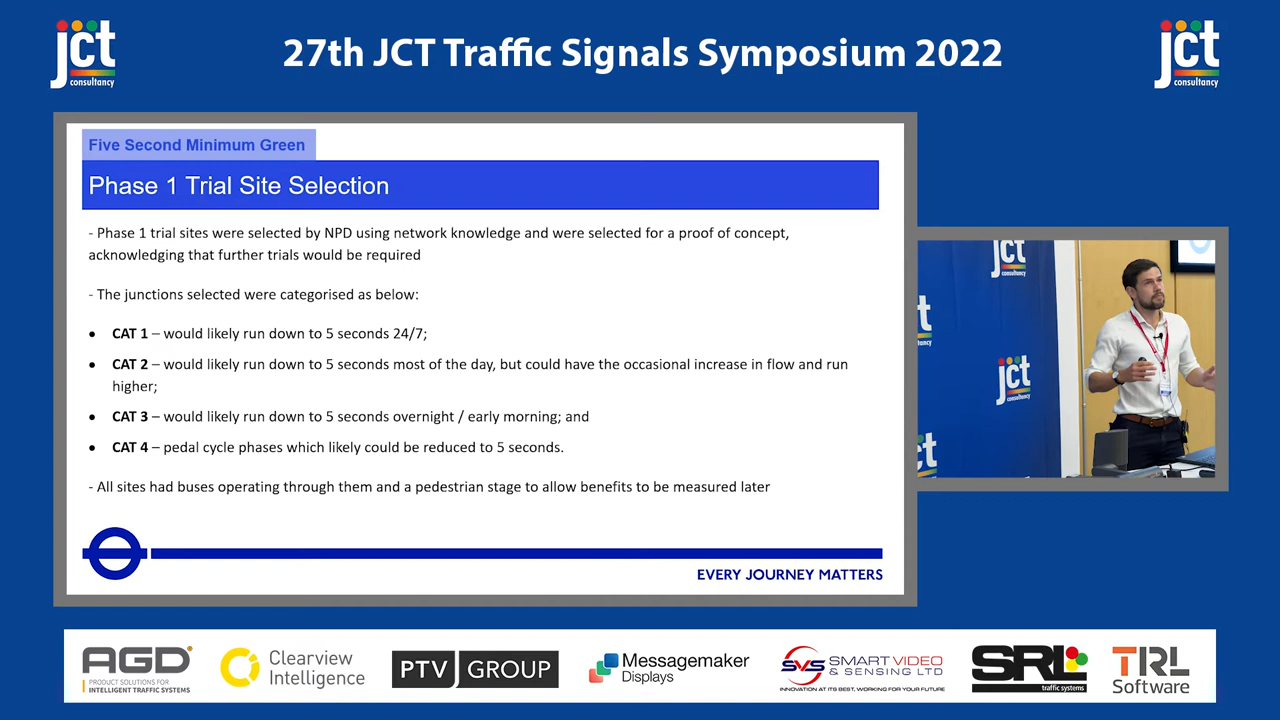 jct
consultancy
27th JCT Traffic Signals Symposium 2022
jct
consultancy
Five Second Minimum Green
Phase 1 Trial Site Selection
- Phase 1 trial sites were selected by NPD using network knowledge and were selected for a proof of concept,
acknowledging that further trials would be required
- The junctions selected were categorised as below:
• CAT 1 – would likely run down to 5 seconds 24/7;
• CAT 2 – would likely run down to 5 seconds most of the day, but could have the occasional increase in flow and run
higher;
• CAT 3 – would likely run down to 5 seconds overnight / early morning; and
• CAT 4 – pedal cycle phases which likely could be reduced to 5 seconds.
- All sites had buses operating through them and a pedestrian stage to allow benefits to be measured later
EVERY JOURNEY MATTERS
jct
consultancy
jct
consultancy
AGD
PRODUCT SOLUTIONS FOR
INTELLIGENT TRAFFIC SYSTEMS
Clearview
Intelligence
PTV GROUP
Messagemaker
Displays
SVS SMART VIDEO
& SENSING LTD
INNOVATION AT ITS BEST, WORKING FOR YOUR FUTURE
SRL
traffic systems
TRL
Software